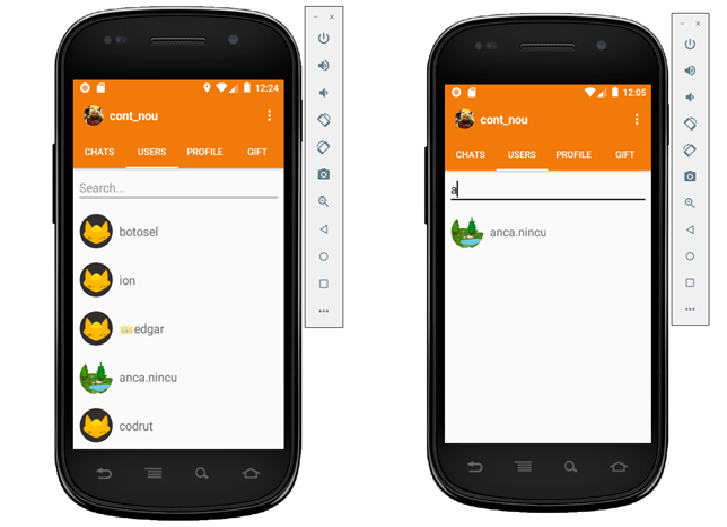 12:24
cont_nou
CHATS USERS PROFILE GIFT
Search...
botosel
ion
edgar
anca.nincu
codrut
12:05
cont_nou
CHATS USERS PROFILE GIFT
a
anca.nincu